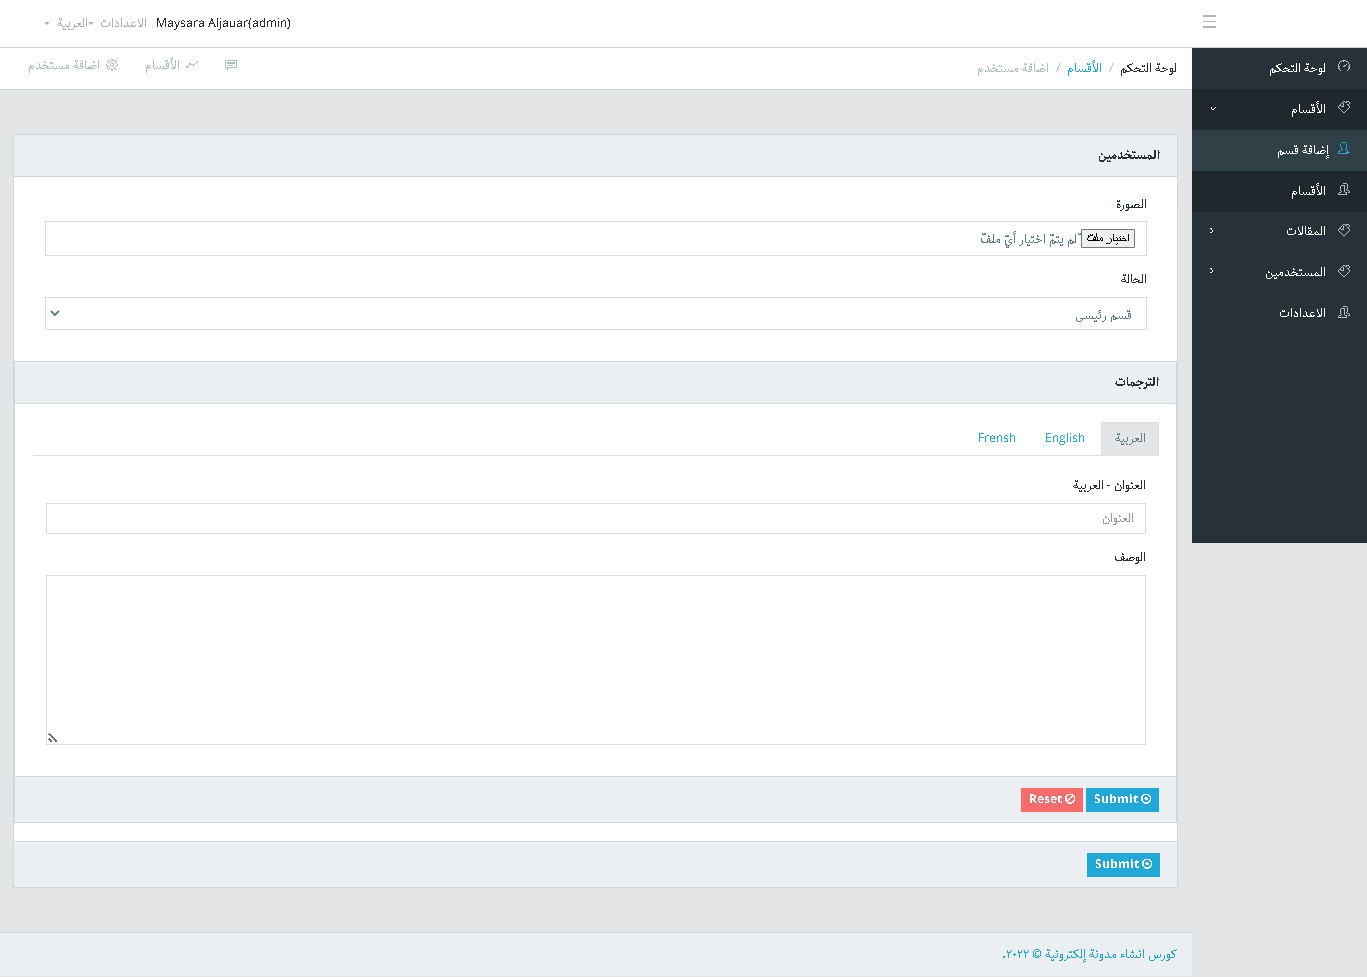 Maysara Aljauar(admin) الاعدادات العربية
لوحة التحكم / الأقسام / اضافة مستخدم
الأقسام اضافة مستخدم
لوحة التحكم
الأقسام
إضافة قسم
الأقسام
المقالات
المستخدمين
الاعدادات
المستخدمين
الصورة
اختيار ملفّ لم يتمّ اختيار أيّ ملفّ
الحالة
قسم رئيسي
الترجمات
العربية English Frensh
العنوان - العربية
العنوان
الوصف
Submit Reset
Submit
كورس انشاء مدونة إلكترونية © ٢٠٢٢.